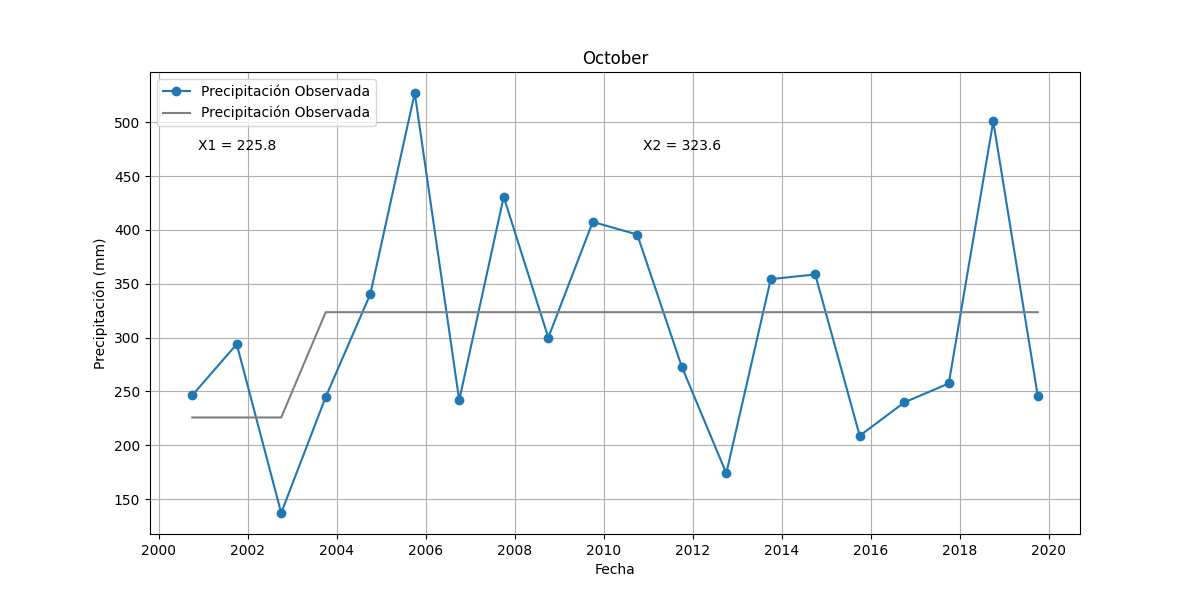 October
Precipitación Observada
Precipitación Observada
X1 = 225.8
X2 = 323.6
Precipitación (mm)
500
450
400
350
300
250
200
150
2000 2002 2004 2006 2008 2010 2012 2014 2016 2018 2020
Fecha